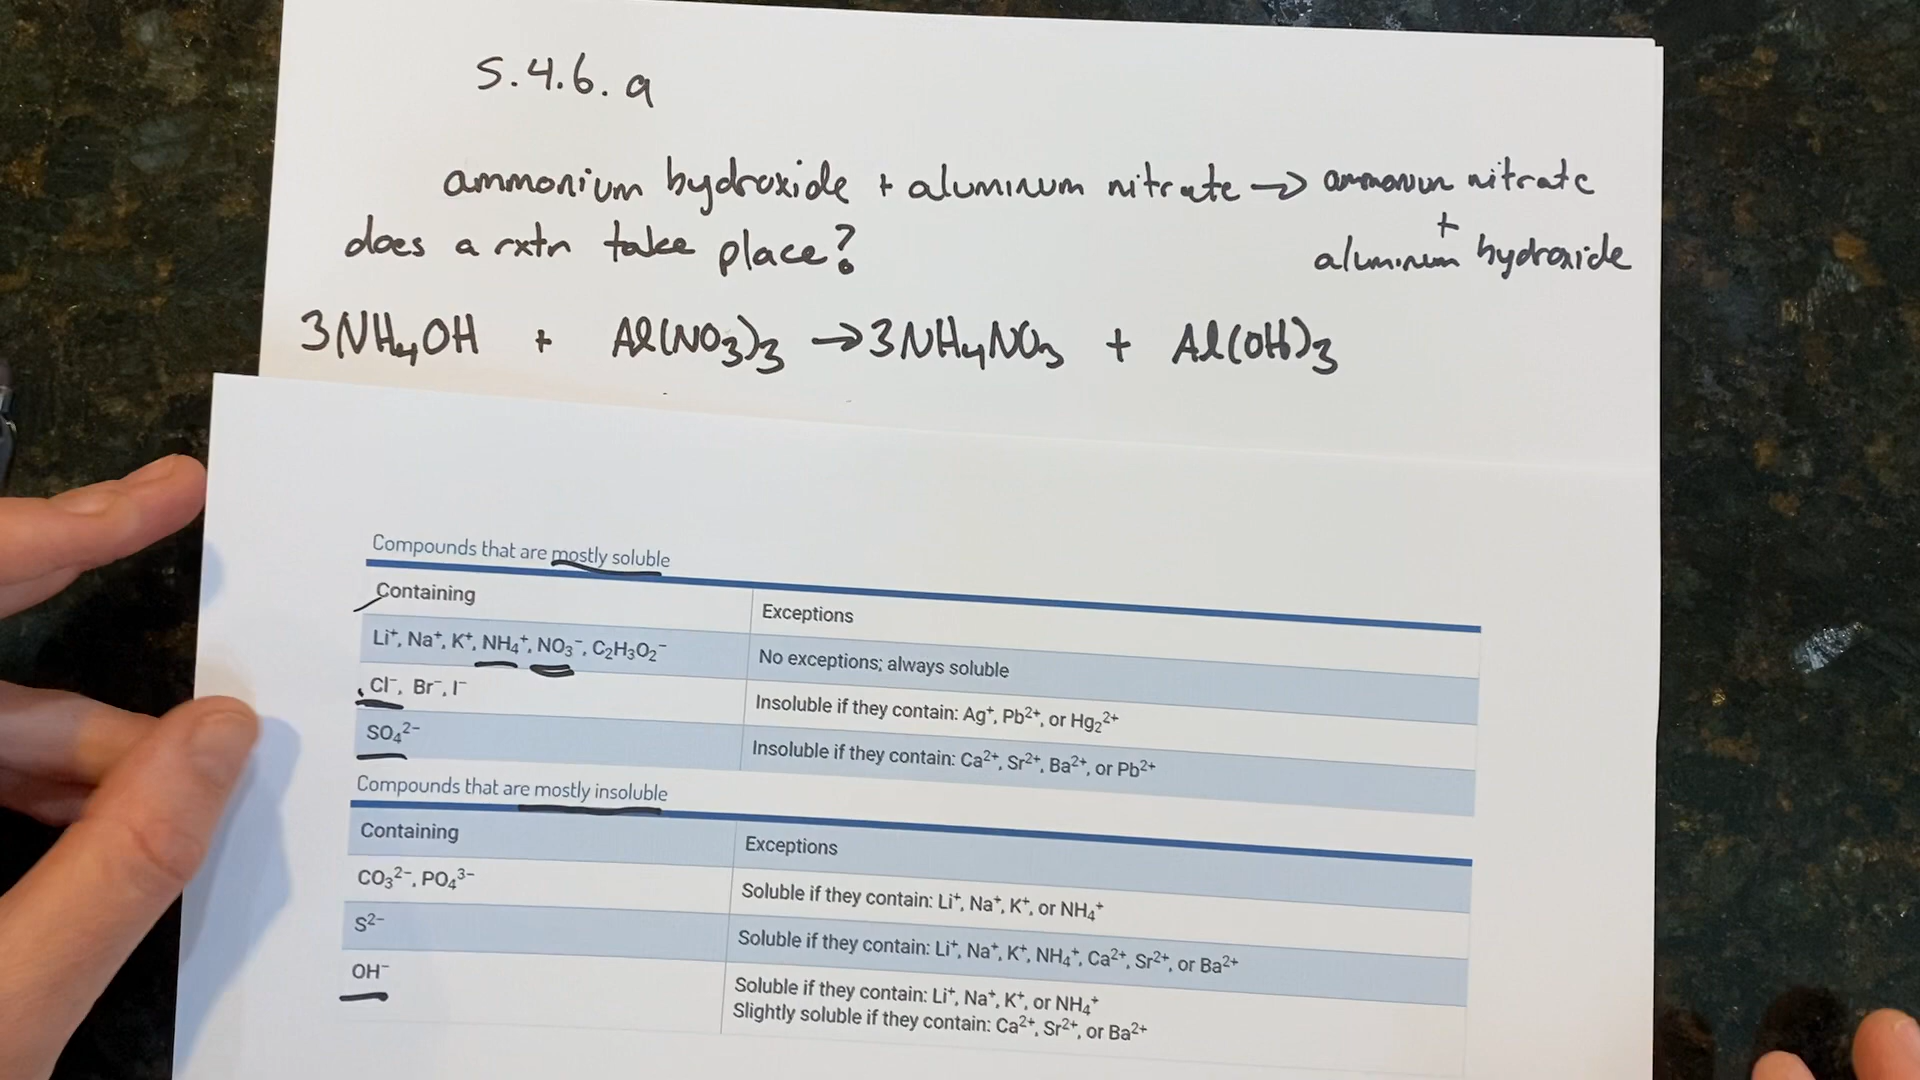 S.4.6.a
ammonium hydroxide + aluminum nitrate → ammonium nitrate
+
does a rxtn take place?
aluminum hydroxide
3NH₄OH + Al(NO₃)₃ → 3NH₄NO₃ + Al(OH)₃
Compounds that are mostly soluble
Containing Exceptions
Li⁺, Na⁺, K⁺, NH₄⁺, NO₃⁻, C₂H₃O₂⁻ No exceptions; always soluble
Cl⁻, Br⁻, I⁻ Insoluble if they contain: Ag⁺, Pb²⁺, or Hg₂²⁺
SO₄²⁻ Insoluble if they contain: Ca²⁺, Sr²⁺, Ba²⁺, or Pb²⁺
Compounds that are mostly insoluble
Containing Exceptions
CO₃²⁻, PO₄³⁻ Soluble if they contain: Li⁺, Na⁺, K⁺, or NH₄⁺
S²⁻ Soluble if they contain: Li⁺, Na⁺, K⁺, NH₄⁺, Ca²⁺, Sr²⁺, or Ba²⁺
OH⁻ Soluble if they contain: Li⁺, Na⁺, K⁺, or NH₄⁺
Slightly soluble if they contain: Ca²⁺, Sr²⁺, or Ba²⁺